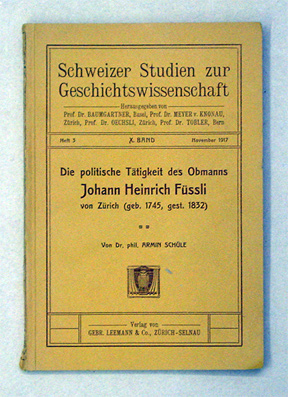 Schweizer Studien zur
Geschichtswissenschaft
Herausgegeben von
Prof. Dr. BAUMGARTNER, Basel, Prof. Dr. MEYER v. KNONAU,
Zürich, Prof. Dr. OECHSLI, Zürich, Prof. Dr. TOBLER, Bern
Heft 3 X. BAND November 1917
Die politische Tätigkeit des Obmanns
Johann Heinrich Füssli
von Zürich (geb. 1745, gest. 1832)
Von Dr. phil. ARMIN SCHÜLE
Verlag von
GEBR. LEEMANN & Co., ZÜRICH-SELNAU